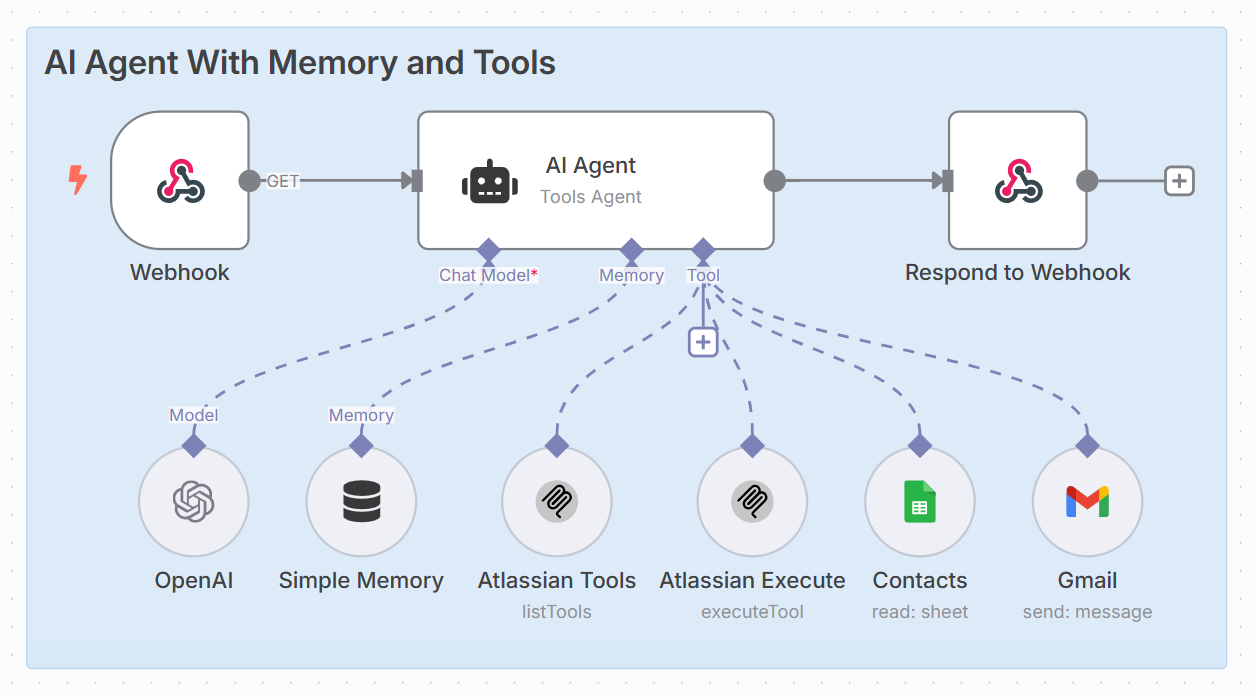 AI Agent With Memory and Tools
GET
AI Agent
Tools Agent
Webhook
Chat Model*
Memory
Tool
Respond to Webhook
Model
Memory
OpenAI
Simple Memory
Atlassian Tools
listTools
Atlassian Execute
executeTool
Contacts
read: sheet
Gmail
send: message